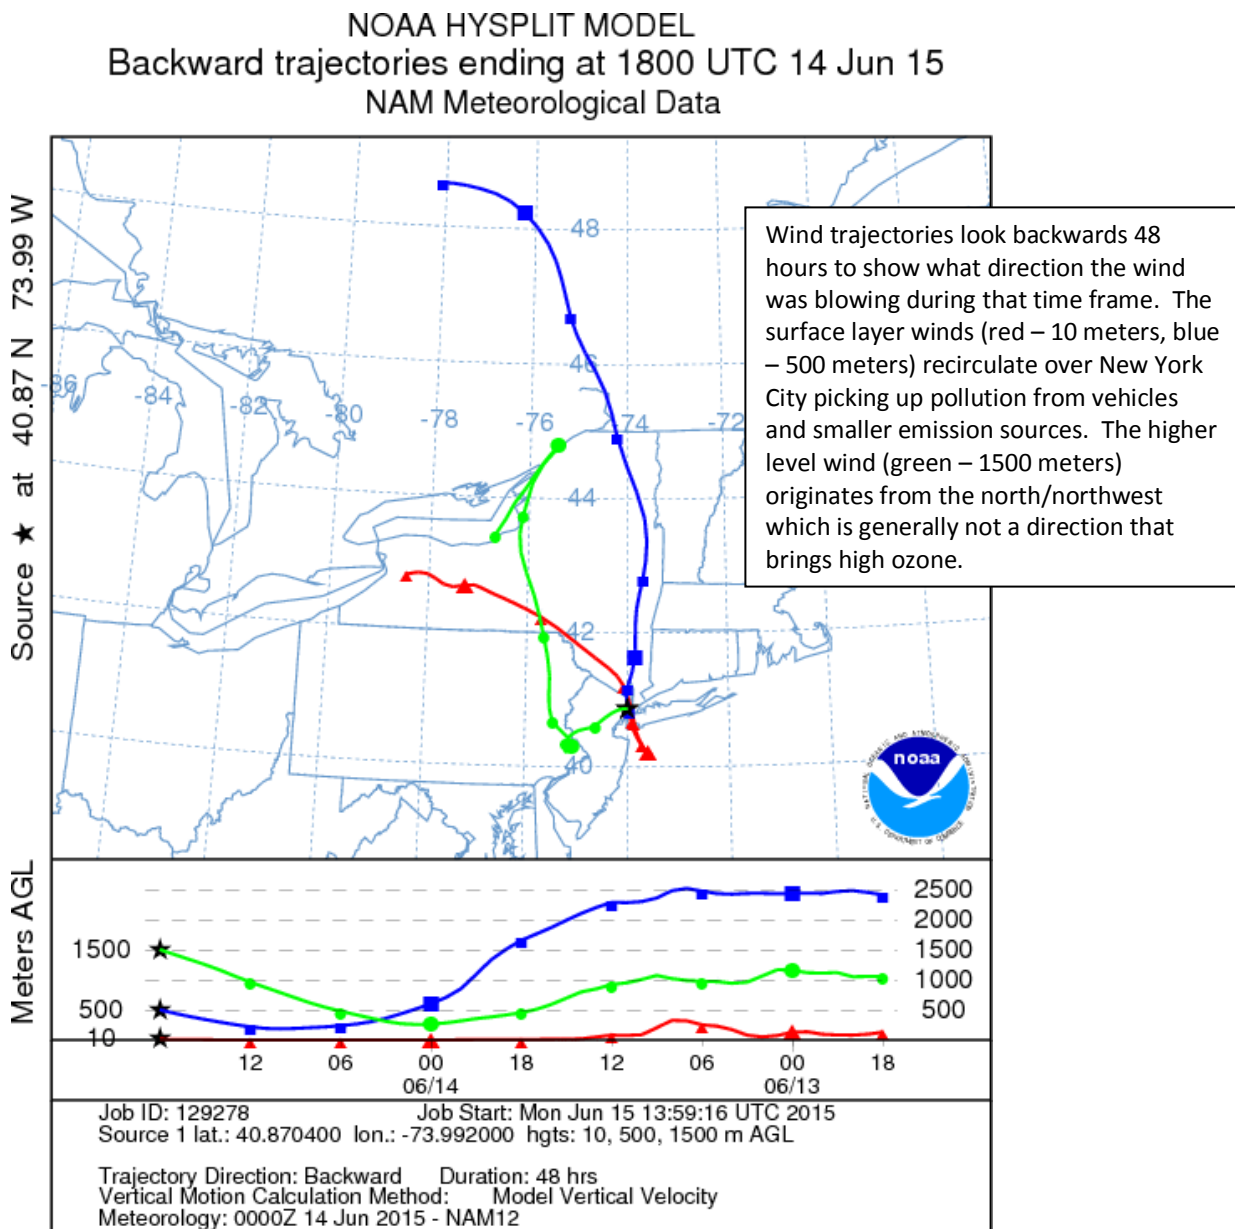 NOAA HYSPLIT MODEL
Backward trajectories ending at 1800 UTC 14 Jun 15
NAM Meteorological Data
Source ★ at 40.87 N 73.99 W
48
46
44
42
40
-86
-84
-82
-80
-78
-76
-74
-72
Wind trajectories look backwards 48
hours to show what direction the wind
was blowing during that time frame. The
surface layer winds (red – 10 meters, blue
– 500 meters) recirculate over New York
City picking up pollution from vehicles
and smaller emission sources. The higher
level wind (green – 1500 meters)
originates from the north/northwest
which is generally not a direction that
brings high ozone.
NATIONAL OCEANIC AND ATMOSPHERIC ADMINISTRATION
noaa
U.S. DEPARTMENT OF COMMERCE
Meters AGL
1500
500
10
2500
2000
1500
1000
500
12 06 00 18 12 06 00 18
06/14 06/13
Job ID: 129278 Job Start: Mon Jun 15 13:59:16 UTC 2015
Source 1 lat.: 40.870400 lon.: -73.992000 hgts: 10, 500, 1500 m AGL
Trajectory Direction: Backward Duration: 48 hrs
Vertical Motion Calculation Method: Model Vertical Velocity
Meteorology: 0000Z 14 Jun 2015 - NAM12